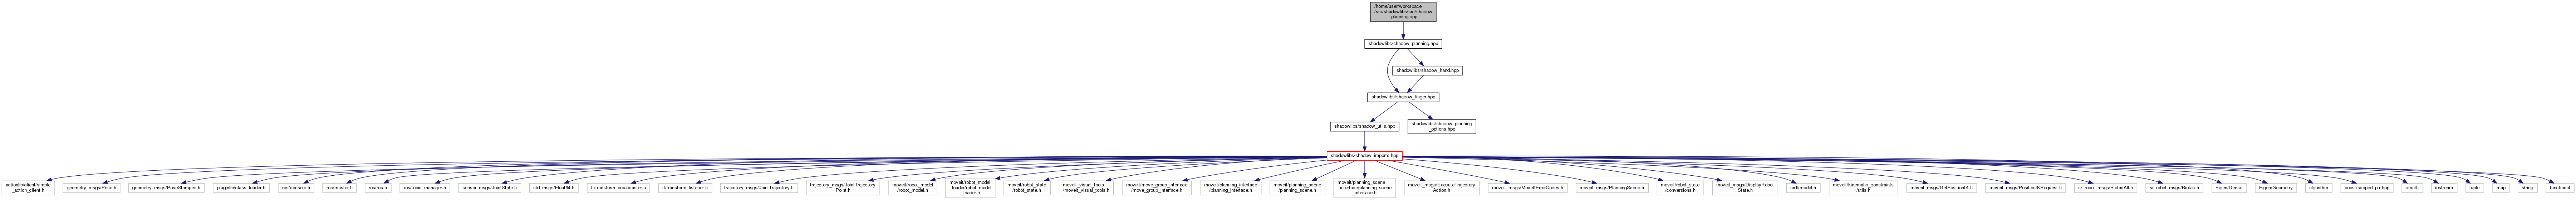 /home/user/workspace
/src/shadowlibs/src/shadow
_planning.cpp
shadowlibs/shadow_planning.hpp
shadowlibs/shadow_hand.hpp
shadowlibs/shadow_finger.hpp
shadowlibs/shadow_utils.hpp
shadowlibs/shadow_planning
_options.hpp
shadowlibs/shadow_imports.hpp
actionlib/client/simple
_action_client.h
geometry_msgs/Pose.h
geometry_msgs/PoseStamped.h
pluginlib/class_loader.h
ros/console.h
ros/master.h
ros/ros.h
ros/topic_manager.h
sensor_msgs/JointState.h
std_msgs/Float64.h
tf/transform_broadcaster.h
tf/transform_listener.h
trajectory_msgs/JointTrajectory.h
trajectory_msgs/JointTrajectory
Point.h
moveit/robot_model
/robot_model.h
moveit/robot_model
_loader/robot_model
_loader.h
moveit/robot_state
/robot_state.h
moveit_visual_tools
/moveit_visual_tools.h
moveit/move_group_interface
/move_group_interface.h
moveit/planning_interface
/planning_interface.h
moveit/planning_scene
/planning_scene.h
moveit/planning_scene
_interface/planning_scene
_interface.h
moveit_msgs/ExecuteTrajectory
Action.h
moveit_msgs/MoveItErrorCodes.h
moveit_msgs/PlanningScene.h
moveit/robot_state
/conversions.h
moveit_msgs/DisplayRobot
State.h
urdf/model.h
moveit/kinematic_constraints
/utils.h
moveit_msgs/GetPositionIK.h
moveit_msgs/PositionIKRequest.h
sr_robot_msgs/BiotacAll.h
sr_robot_msgs/Biotac.h
Eigen/Dense
Eigen/Geometry
algorithm
boost/scoped_ptr.hpp
cmath
iostream
tuple
map
string
functional